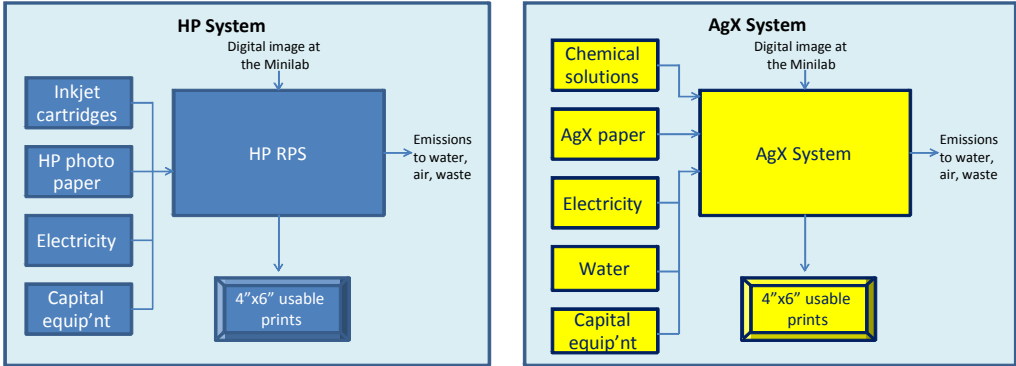 HP System
Digital image at
the Minilab
Inkjet
cartridges
HP photo
paper
Electricity
Capital
equip’nt
HP RPS
Emissions
to water,
air, waste
4”x6” usable
prints
AgX System
Digital image at
the Minilab
Chemical
solutions
AgX paper
Electricity
Water
Capital
equip’nt
AgX System
Emissions
to water,
air, waste
4”x6” usable
prints